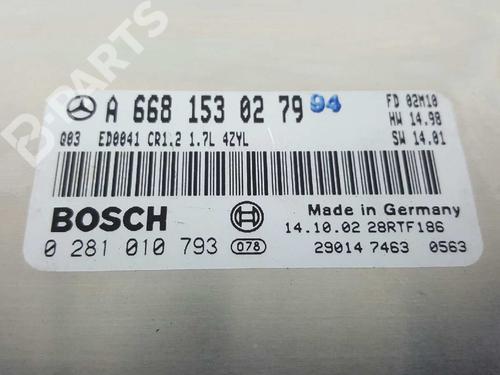 B-PARTS
A 668 153 02 79 94
FD 02M10
HW 14.98
Q03 ED0041 CR1.2 1.7L 4ZYL
SW 14.01
BOSCH
Made in Germany
0 281 010 793 078
14.10.02 28RTF186
29014 7463 0563